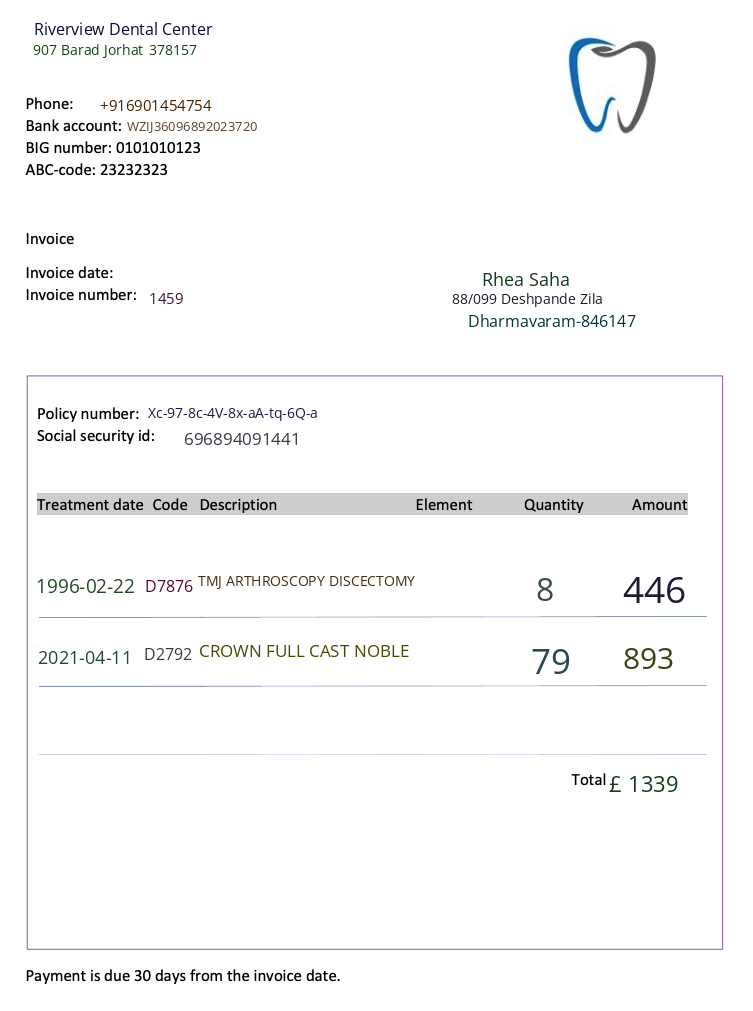 Riverview Dental Center
907 Barad Jorhat 378157
Phone: +916901454754
Bank account: WZIJ36096892023720
BIG number: 0101010123
ABC-code: 23232323
Invoice
Invoice date:
Invoice number: 1459
Rhea Saha
88/099 Deshpande Zila
Dharmavaram-846147
Policy number: Xc-97-8c-4V-8x-aA-tq-6Q-a
Social security id: 696894091441
Treatment date Code Description Element Quantity Amount
1996-02-22 D7876 TMJ ARTHROSCOPY DISCECTOMY 8 446
2021-04-11 D2792 CROWN FULL CAST NOBLE 79 893
Total £ 1339
Payment is due 30 days from the invoice date.